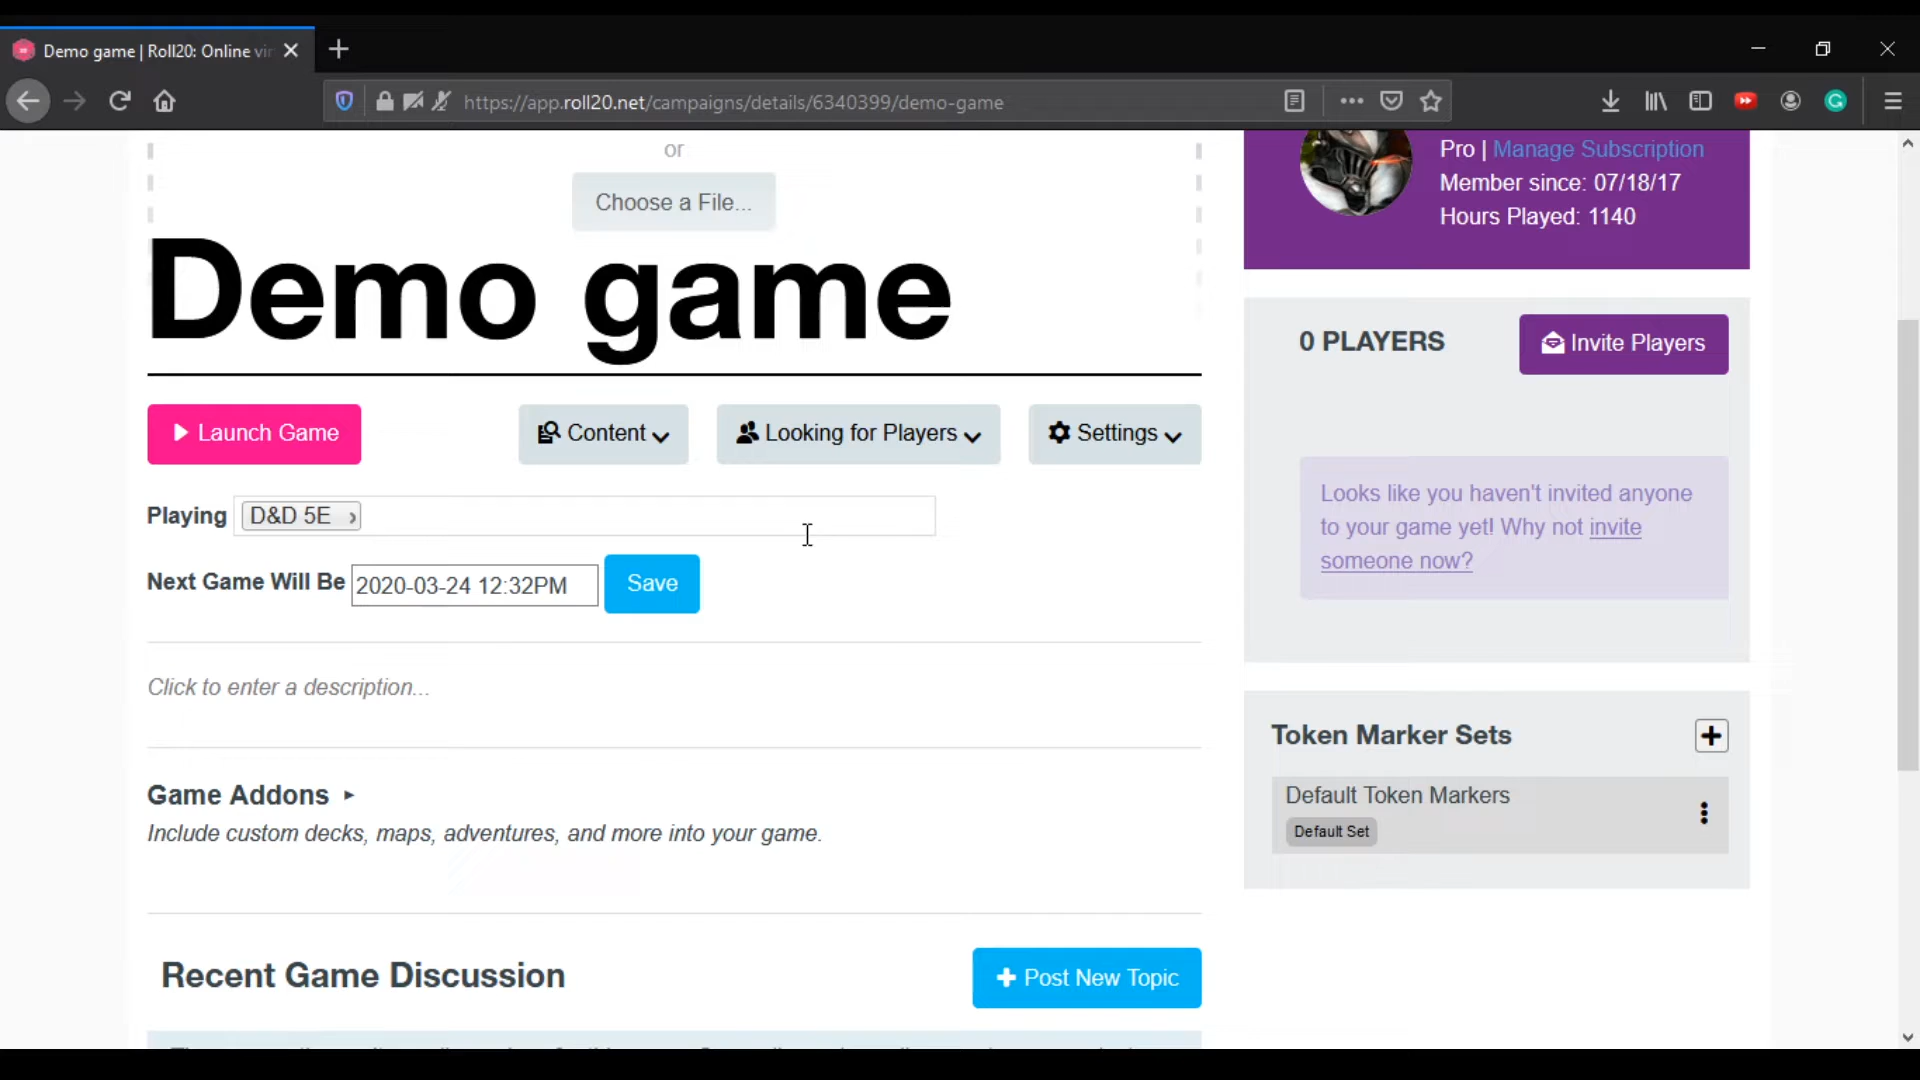 Demo game | Roll20: Online vir
https://app.roll20.net/campaigns/details/6340399/demo-game
or
Choose a File...
Demo game
Launch Game
Content
Looking for Players
Settings
Playing D&D 5E
Next Game Will Be 2020-03-24 12:32PM Save
Click to enter a description...
Game Addons
Include custom decks, maps, adventures, and more into your game.
Recent Game Discussion
Post New Topic
Pro | Manage Subscription
Member since: 07/18/17
Hours Played: 1140
0 PLAYERS
Invite Players
Looks like you haven't invited anyone
to your game yet! Why not invite
someone now?
Token Marker Sets
Default Token Markers
Default Set